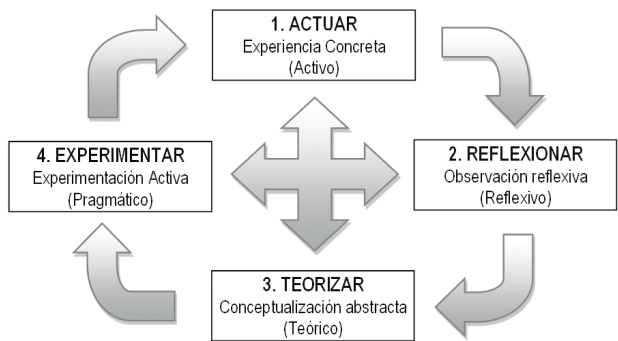 1. ACTUAR
Experiencia Concreta
(Activo)
2. REFLEXIONAR
Observación reflexiva
(Reflexivo)
3. TEORIZAR
Conceptualización abstracta
(Teórico)
4. EXPERIMENTAR
Experimentación Activa
(Pragmático)